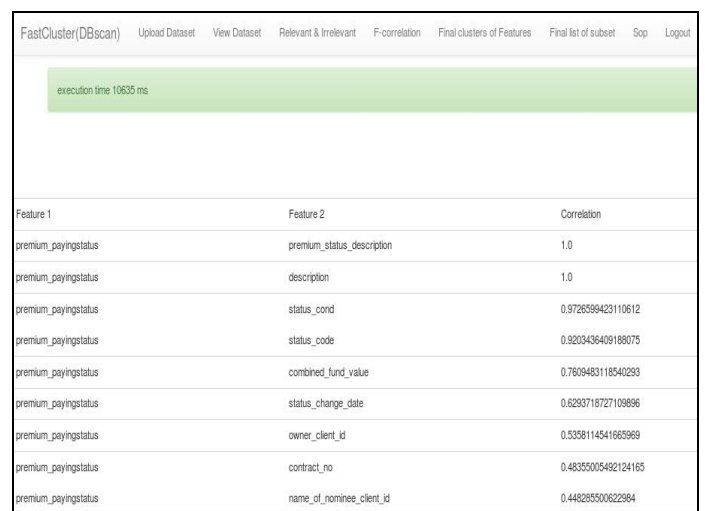 FastCluster(DBscan) Upload Dataset View Dataset Relevant & Irrelevant F-correlation Final clusters of Features Final list of subset Sop Logout
execution time 10635 ms
Feature 1 Feature 2 Correlation
premium_payingstatus premium_status_description 1.0
premium_payingstatus description 1.0
premium_payingstatus status_cond 0.9726599423110612
premium_payingstatus status_code 0.9203436409188075
premium_payingstatus combined_fund_value 0.7609483118540293
premium_payingstatus status_change_date 0.6293718727109896
premium_payingstatus owner_client_id 0.5358114541665969
premium_payingstatus contract_no 0.48355005492124165
premium_payingstatus name_of_nominee_client_id 0.448285500622984